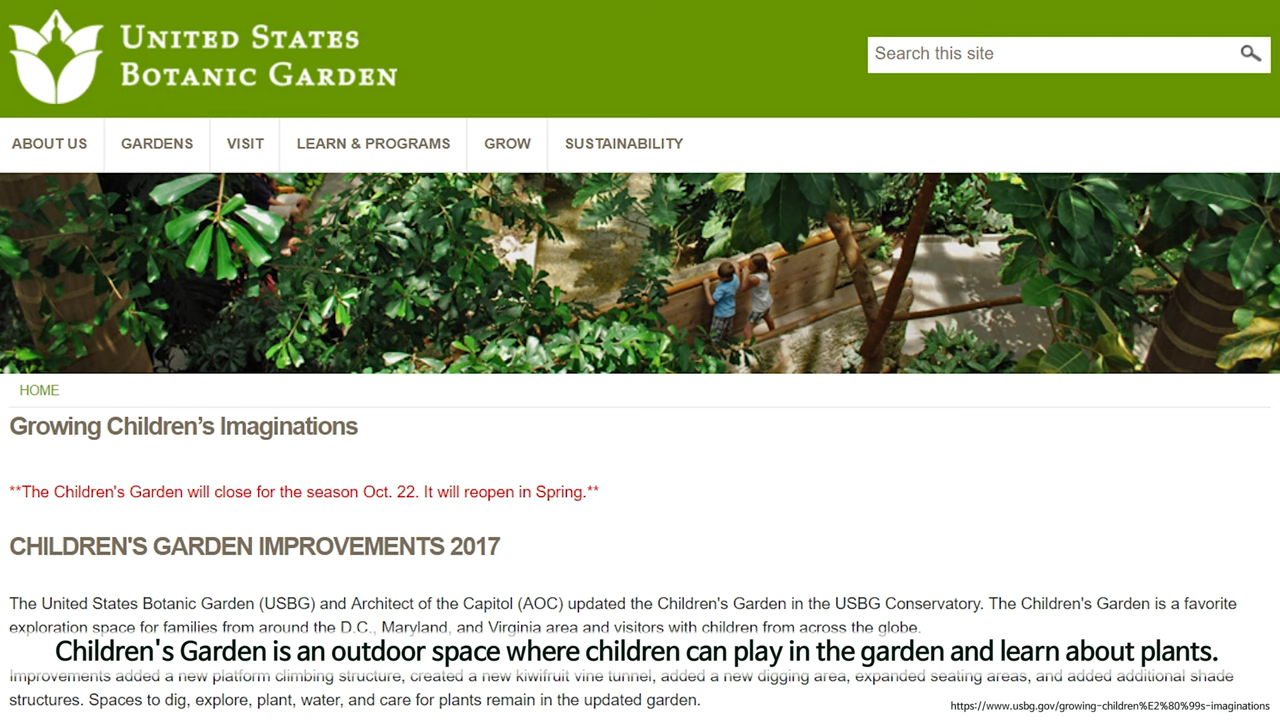 UNITED STATES
BOTANIC GARDEN
Search this site
ABOUT US GARDENS VISIT LEARN & PROGRAMS GROW SUSTAINABILITY
HOME
Growing Children’s Imaginations
**The Children's Garden will close for the season Oct. 22. It will reopen in Spring.**
CHILDREN'S GARDEN IMPROVEMENTS 2017
The United States Botanic Garden (USBG) and Architect of the Capitol (AOC) updated the Children's Garden in the USBG Conservatory. The Children's Garden is a favorite
exploration space for families from around the D.C., Maryland, and Virginia area and visitors with children from across the globe.
Children's Garden is an outdoor space where children can play in the garden and learn about plants.
Improvements added a new platform climbing structure, created a new kiwifruit vine tunnel, added a new digging area, expanded seating areas, and added additional shade
structures. Spaces to dig, explore, plant, water, and care for plants remain in the updated garden.
https://www.usbg.gov/growing-children%E2%80%99s-imaginations